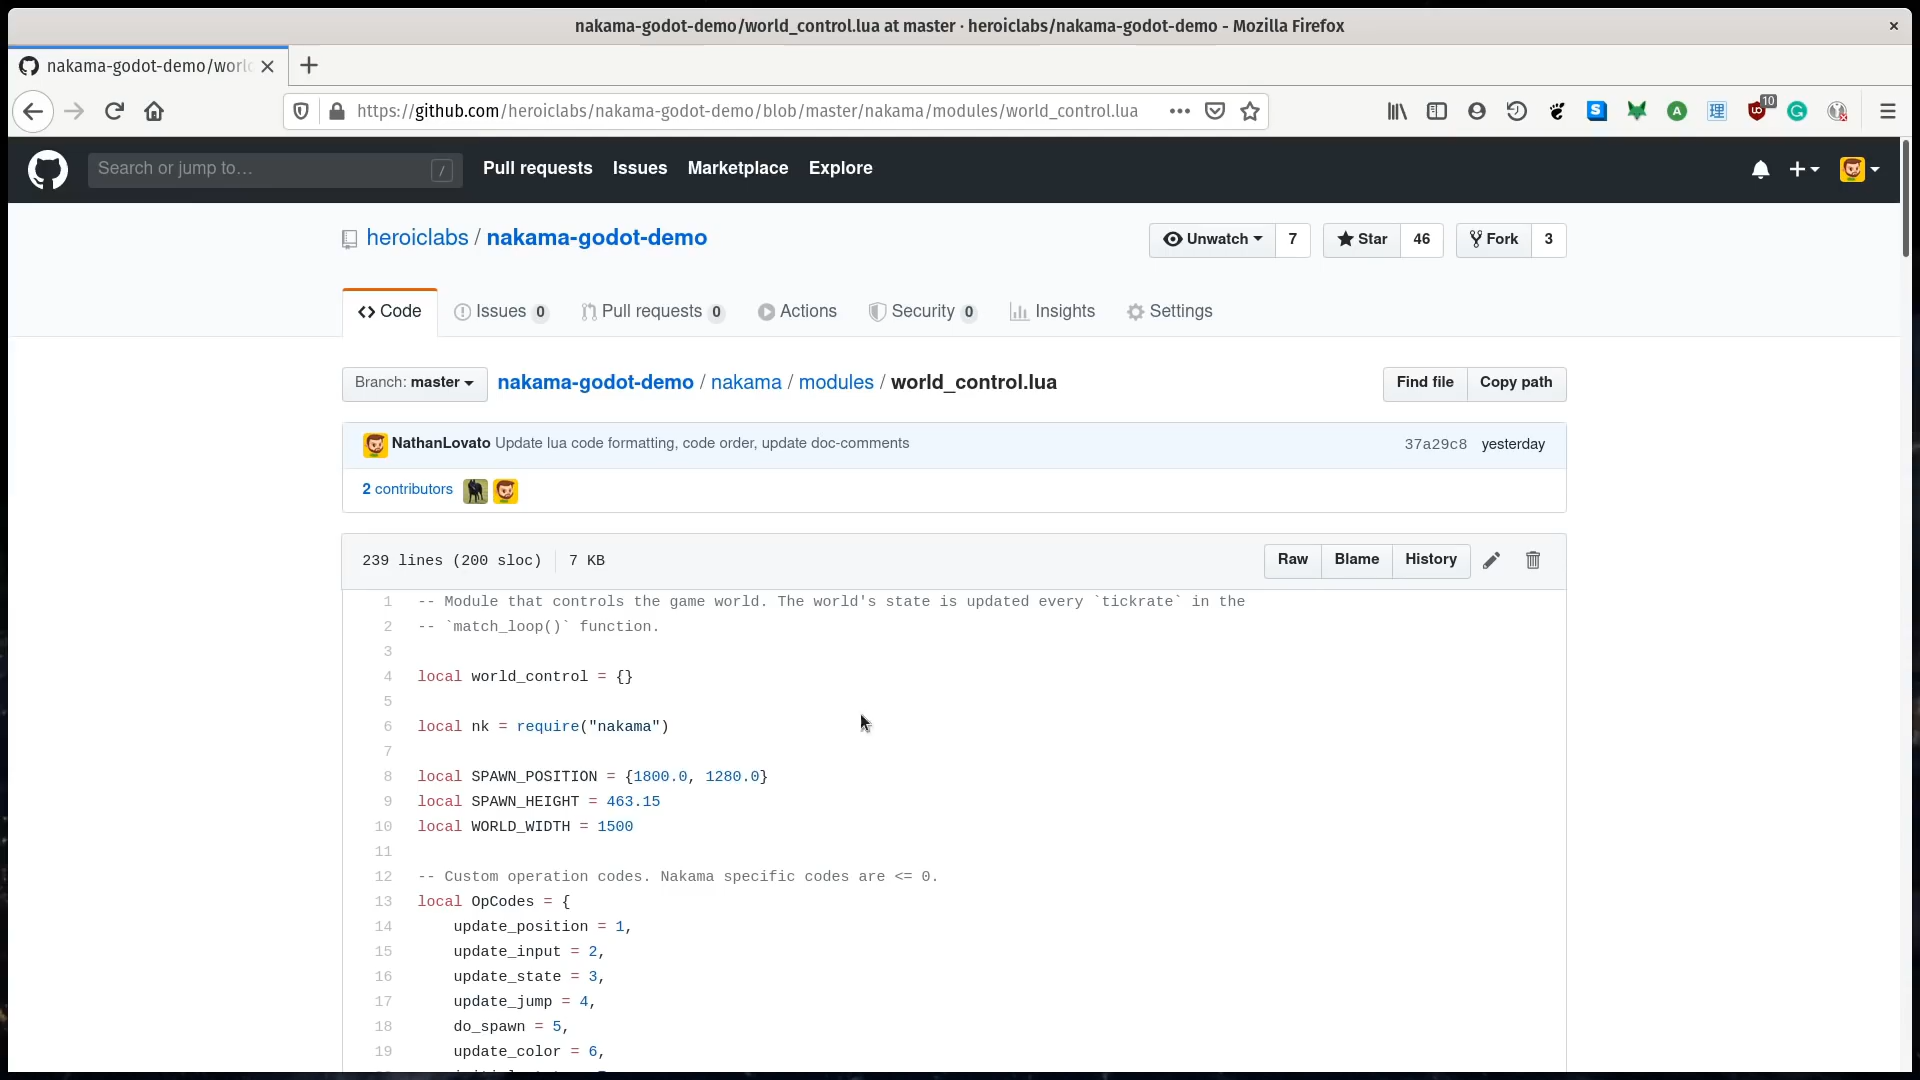 nakama-godot-demo/world_control.lua at master · heroiclabs/nakama-godot-demo - Mozilla Firefox
nakama-godot-demo/worl
https://github.com/heroiclabs/nakama-godot-demo/blob/master/nakama/modules/world_control.lua
10
Search or jump to… /
Pull requests Issues Marketplace Explore
heroiclabs / nakama-godot-demo
Unwatch 7 Star 46 Fork 3
Code Issues 0 Pull requests 0 Actions Security 0 Insights Settings
Branch: master nakama-godot-demo / nakama / modules / world_control.lua Find file Copy path
NathanLovato Update lua code formatting, code order, update doc-comments 37a29c8 yesterday
2 contributors
239 lines (200 sloc) 7 KB Raw Blame History
1 -- Module that controls the game world. The world's state is updated every `tickrate` in the
2 -- `match_loop()` function.
3
4 local world_control = {}
5
6 local nk = require("nakama")
7
8 local SPAWN_POSITION = {1800.0, 1280.0}
9 local SPAWN_HEIGHT = 463.15
10 local WORLD_WIDTH = 1500
11
12 -- Custom operation codes. Nakama specific codes are <= 0.
13 local OpCodes = {
14 update_position = 1,
15 update_input = 2,
16 update_state = 3,
17 update_jump = 4,
18 do_spawn = 5,
19 update_color = 6,